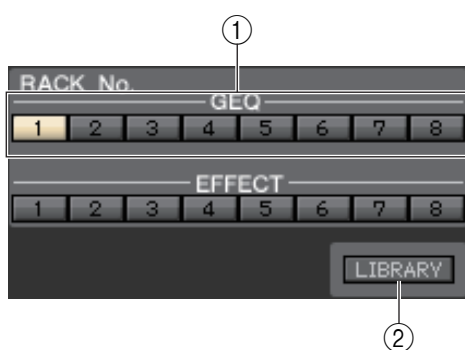 ①
RACK No.
GEQ
1 2 3 4 5 6 7 8
EFFECT
1 2 3 4 5 6 7 8
LIBRARY
②